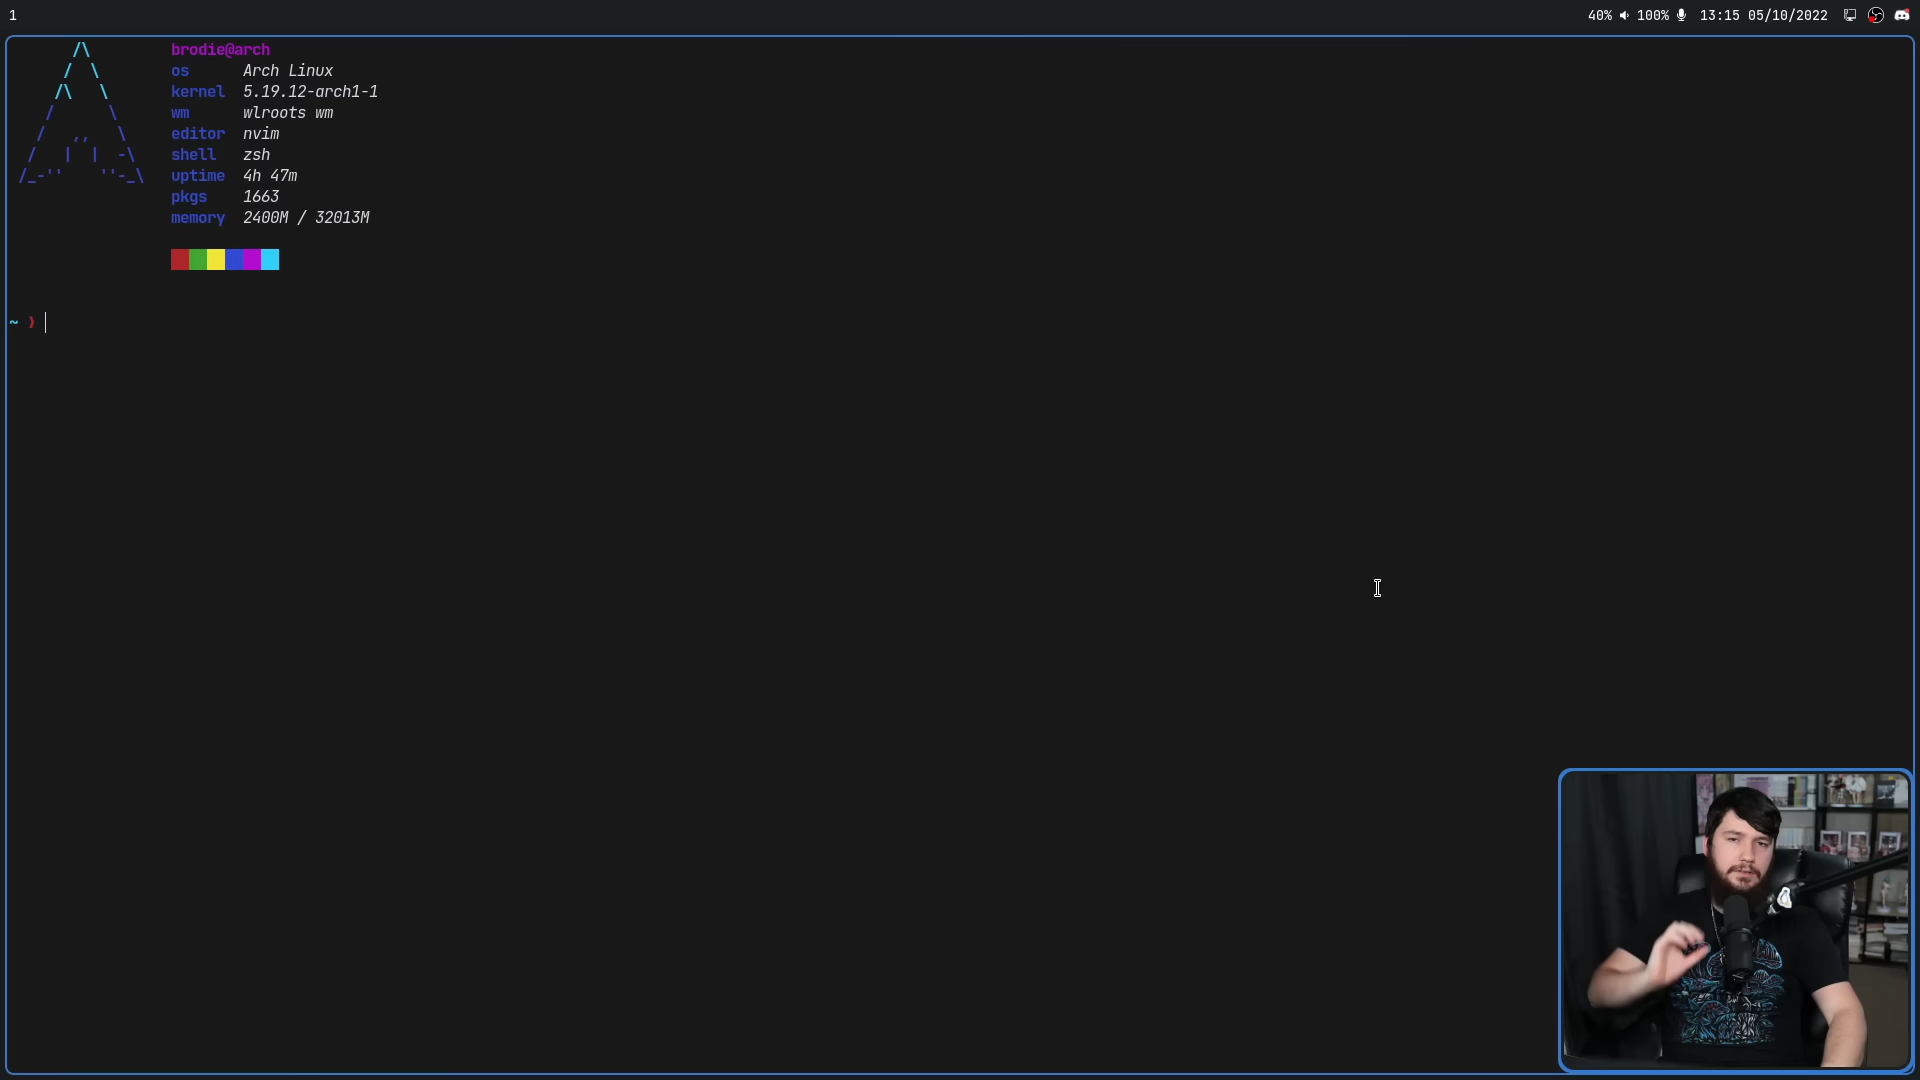 1
40% 100% 13:15 05/10/2022
brodie@arch
os Arch Linux
kernel 5.19.12-arch1-1
wm wlroots wm
editor nvim
shell zsh
uptime 4h 47m
pkgs 1663
memory 2400M / 32013M
~ ❯